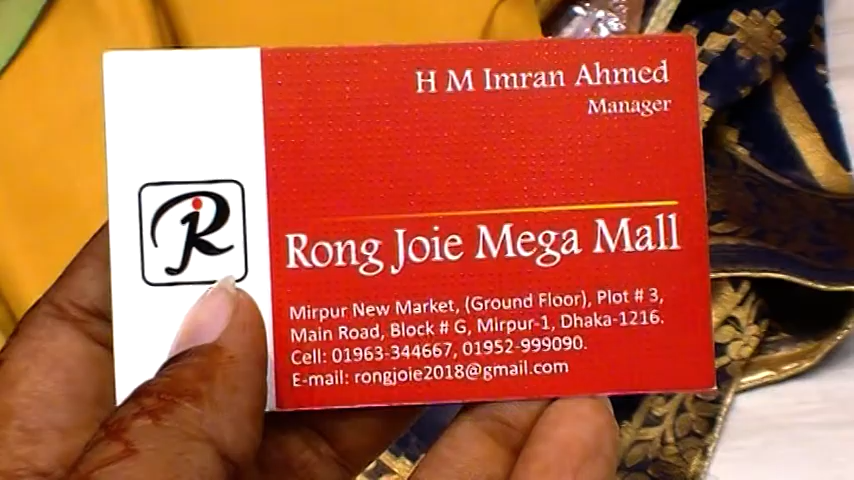 H M Imran Ahmed
Manager
JR
Rong Joie Mega Mall
Mirpur New Market, (Ground Floor), Plot # 3,
Main Road, Block # G, Mirpur-1, Dhaka-1216.
Cell: 01963-344667, 01952-999090.
E-mail: rongjoie2018@gmail.com